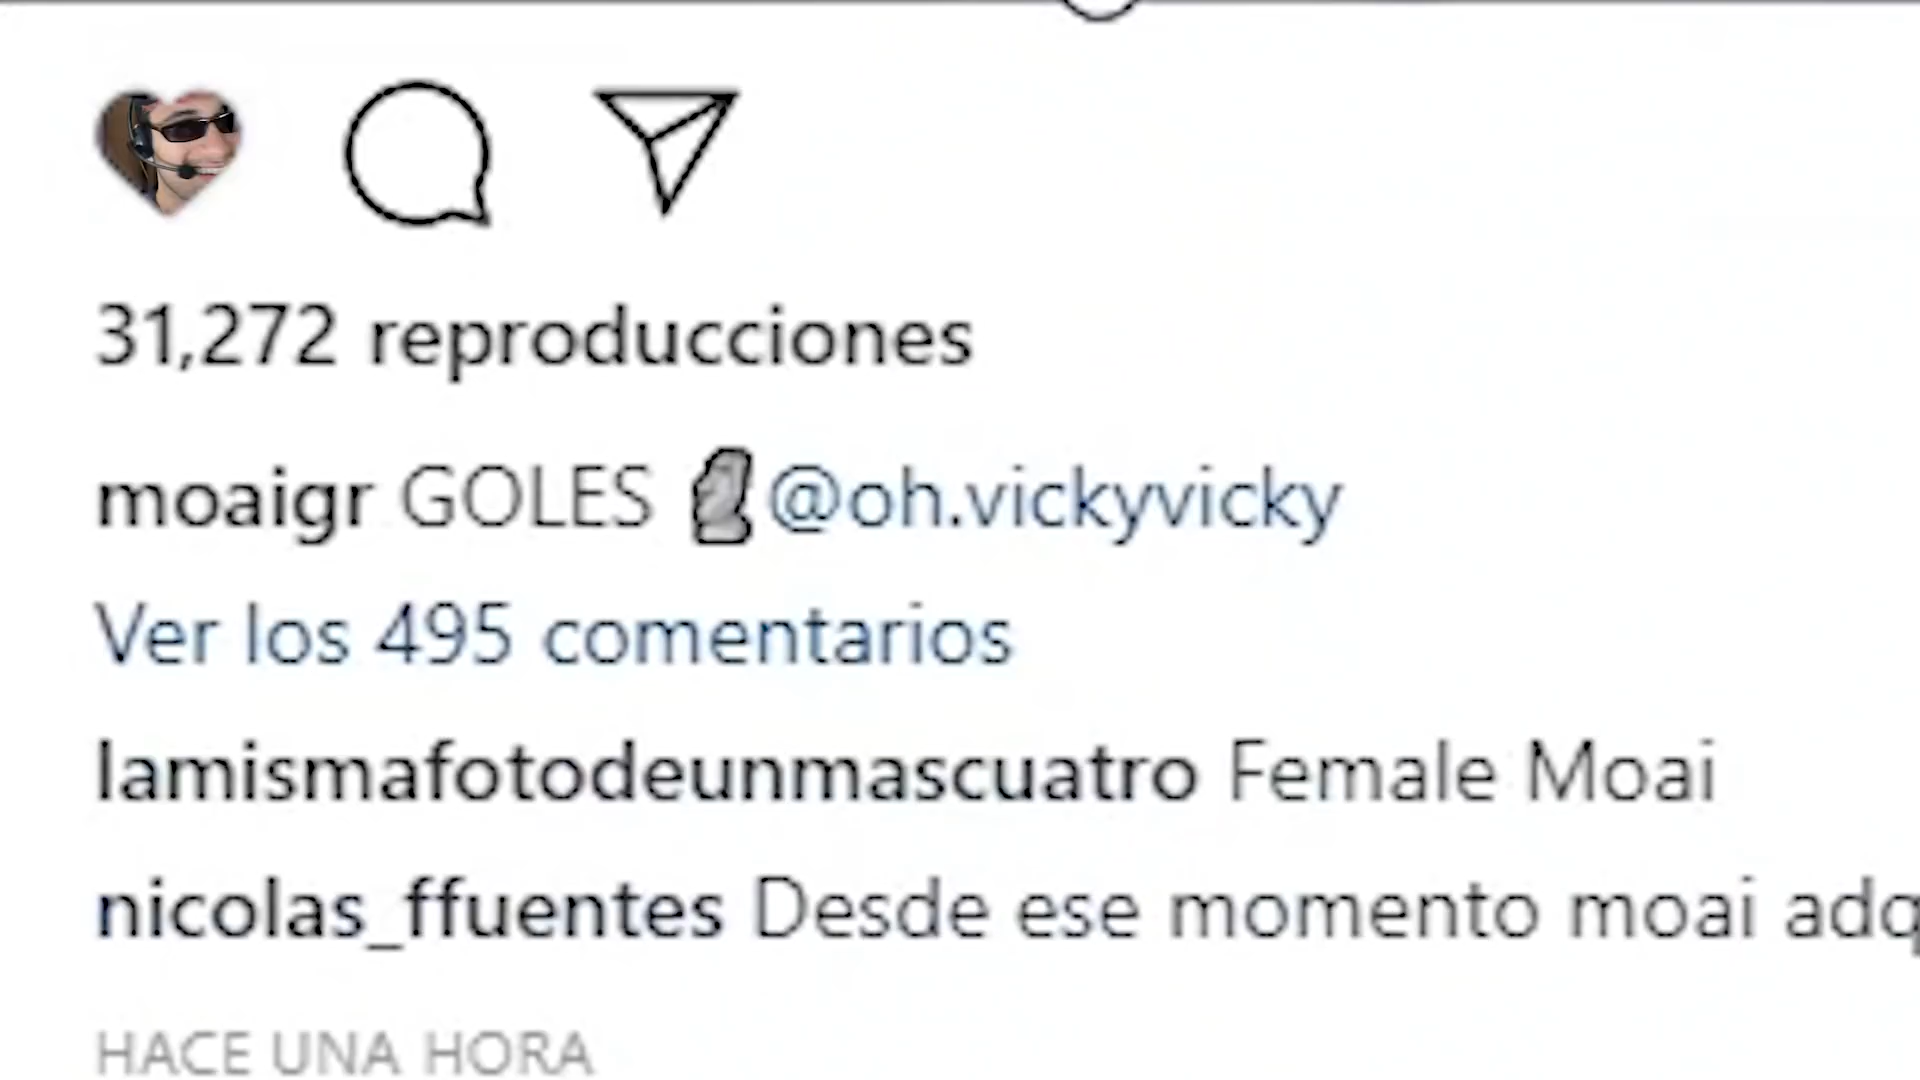 31,272 reproducciones
moaigr GOLES 🗿@oh.vickyvicky
Ver los 495 comentarios
lamismafotodeunmascuatro Female Moai
nicolas_ffuentes Desde ese momento moai adq
HACE UNA HORA